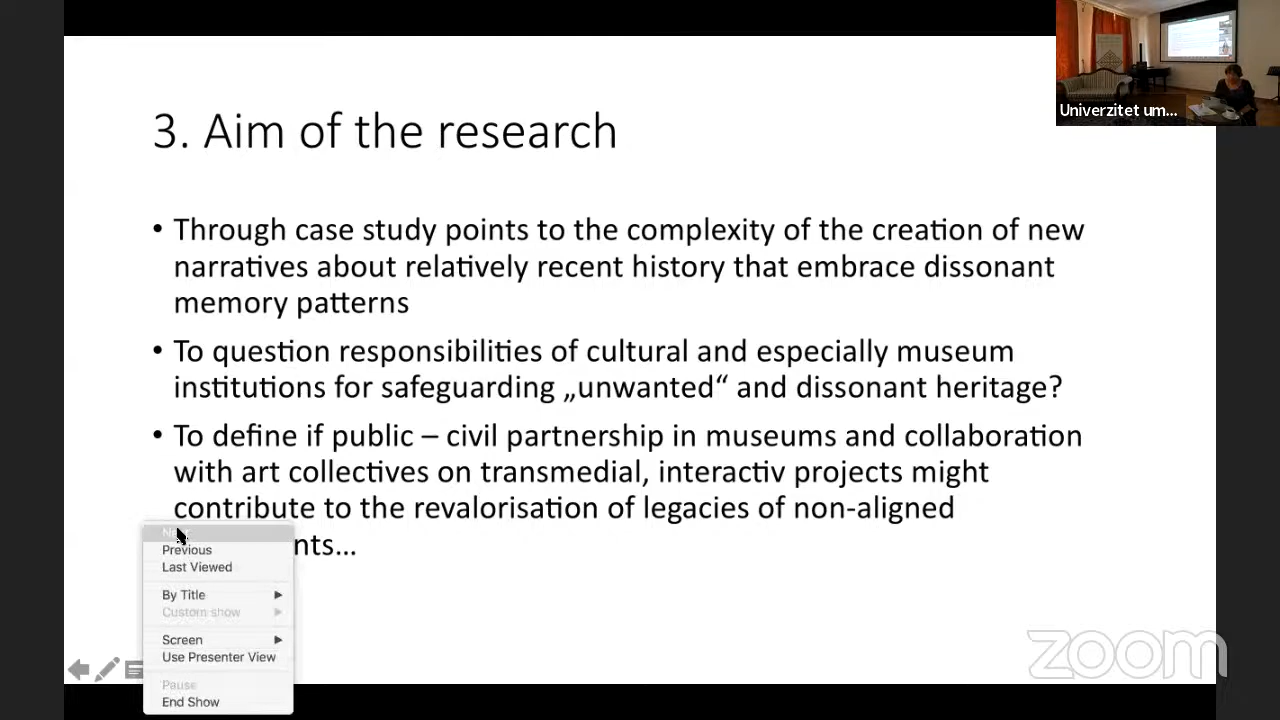 Univerzitet um...
3. Aim of the research
• Through case study points to the complexity of the creation of new
narratives about relatively recent history that embrace dissonant
memory patterns
• To question responsibilities of cultural and especially museum
institutions for safeguarding „unwanted“ and dissonant heritage?
• To define if public – civil partnership in museums and collaboration
with art collectives on transmedial, interactiv projects might
contribute to the revalorisation of legacies of non-aligned
nts...
Previous
Last Viewed
By Title
Custom show
Screen
Use Presenter View
Pause
End Show
zoom